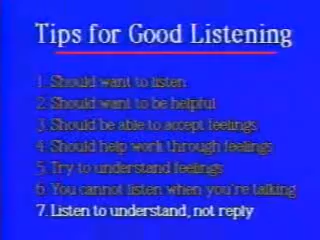 Tips for Good Listening
1. Should want to listen
2. Should want to be helpful
3. Should be able to accept feelings
4. Should help work through feelings
5. Try to understand feelings
6. You cannot listen when you're talking
7. Listen to understand, not reply